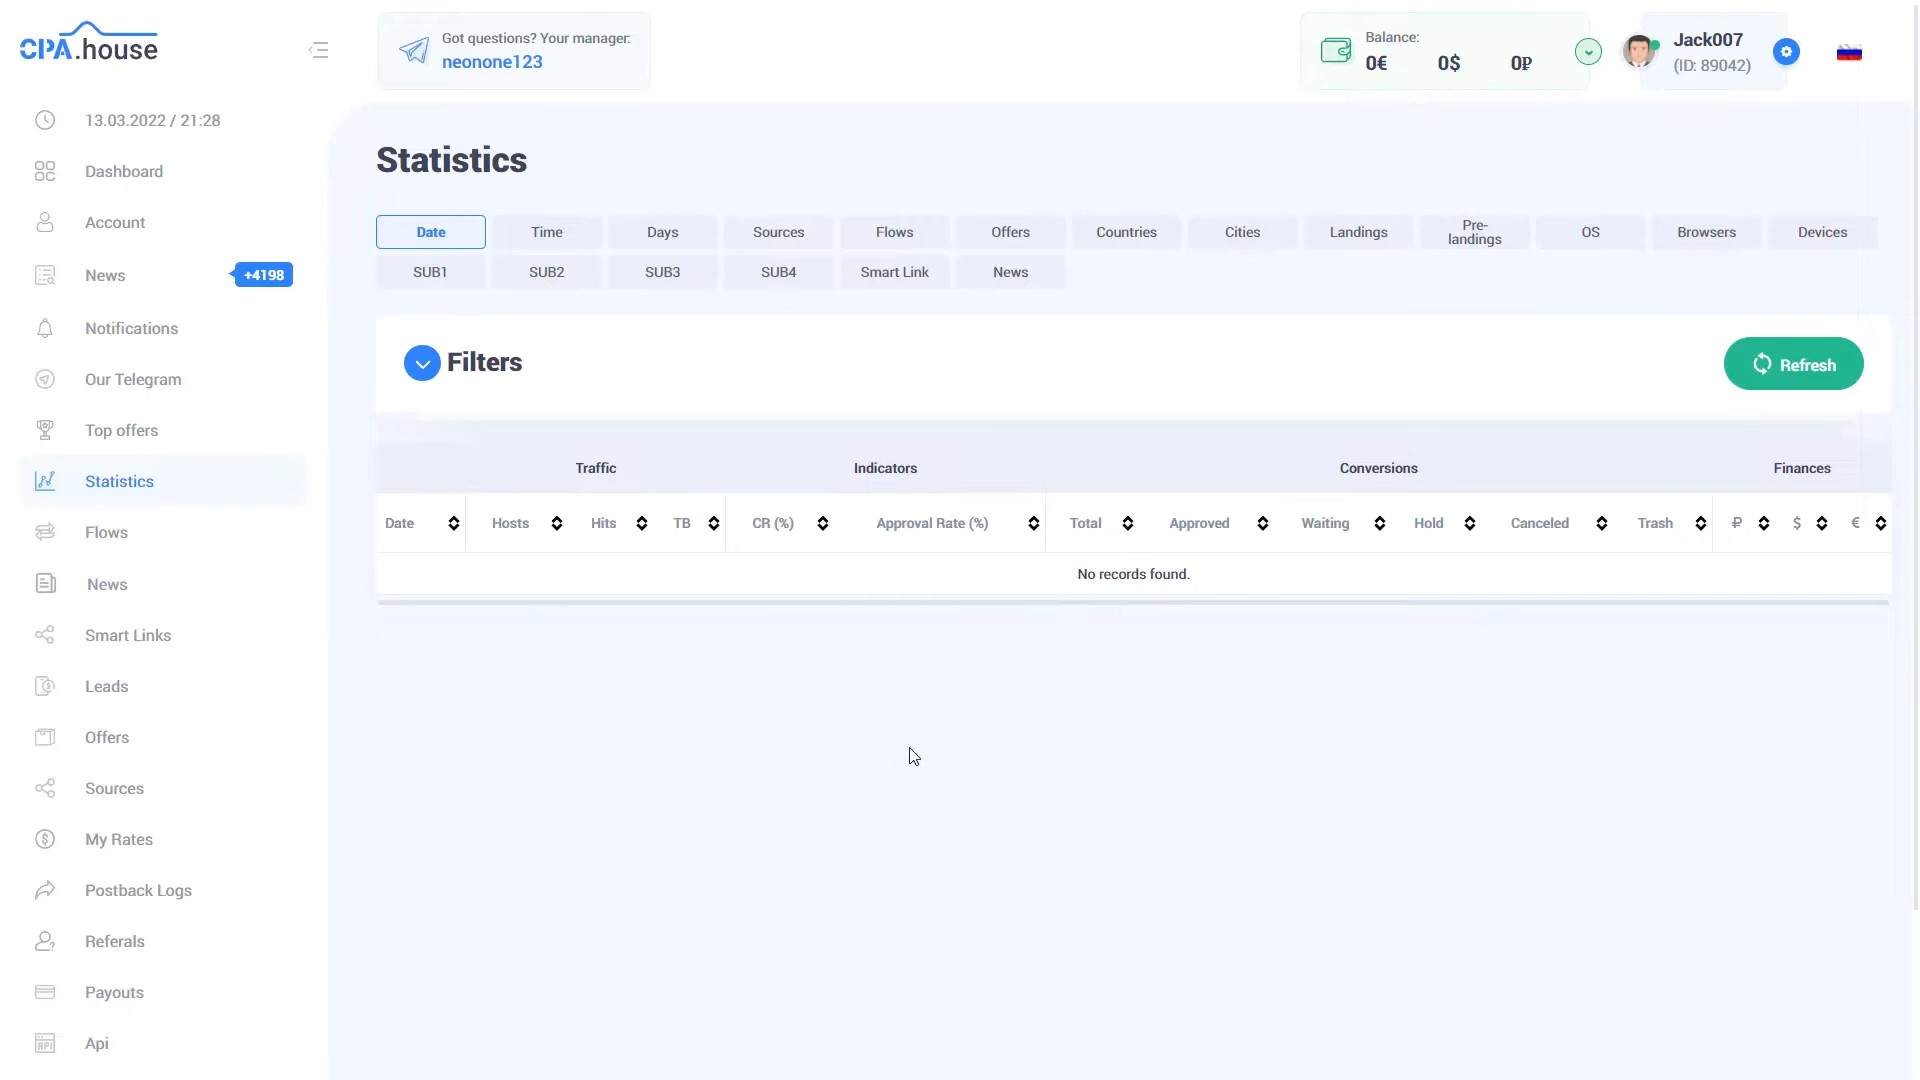 CPA.house
Got questions? Your manager:
neonone123
Balance:
0€ 0$ 0₽
Jack007
(ID: 89042)
13.03.2022 / 21:28
Dashboard
Account
News +4198
Notifications
Our Telegram
Top offers
Statistics
Flows
News
Smart Links
Leads
Offers
Sources
My Rates
Postback Logs
Referals
Payouts
Api
Statistics
Date Time Days Sources Flows Offers Countries Cities Landings Pre-landings OS Browsers Devices
SUB1 SUB2 SUB3 SUB4 Smart Link News
Filters
Refresh
Traffic Indicators Conversions Finances
Date Hosts Hits TB CR (%) Approval Rate (%) Total Approved Waiting Hold Canceled Trash ₽ $ €
No records found.